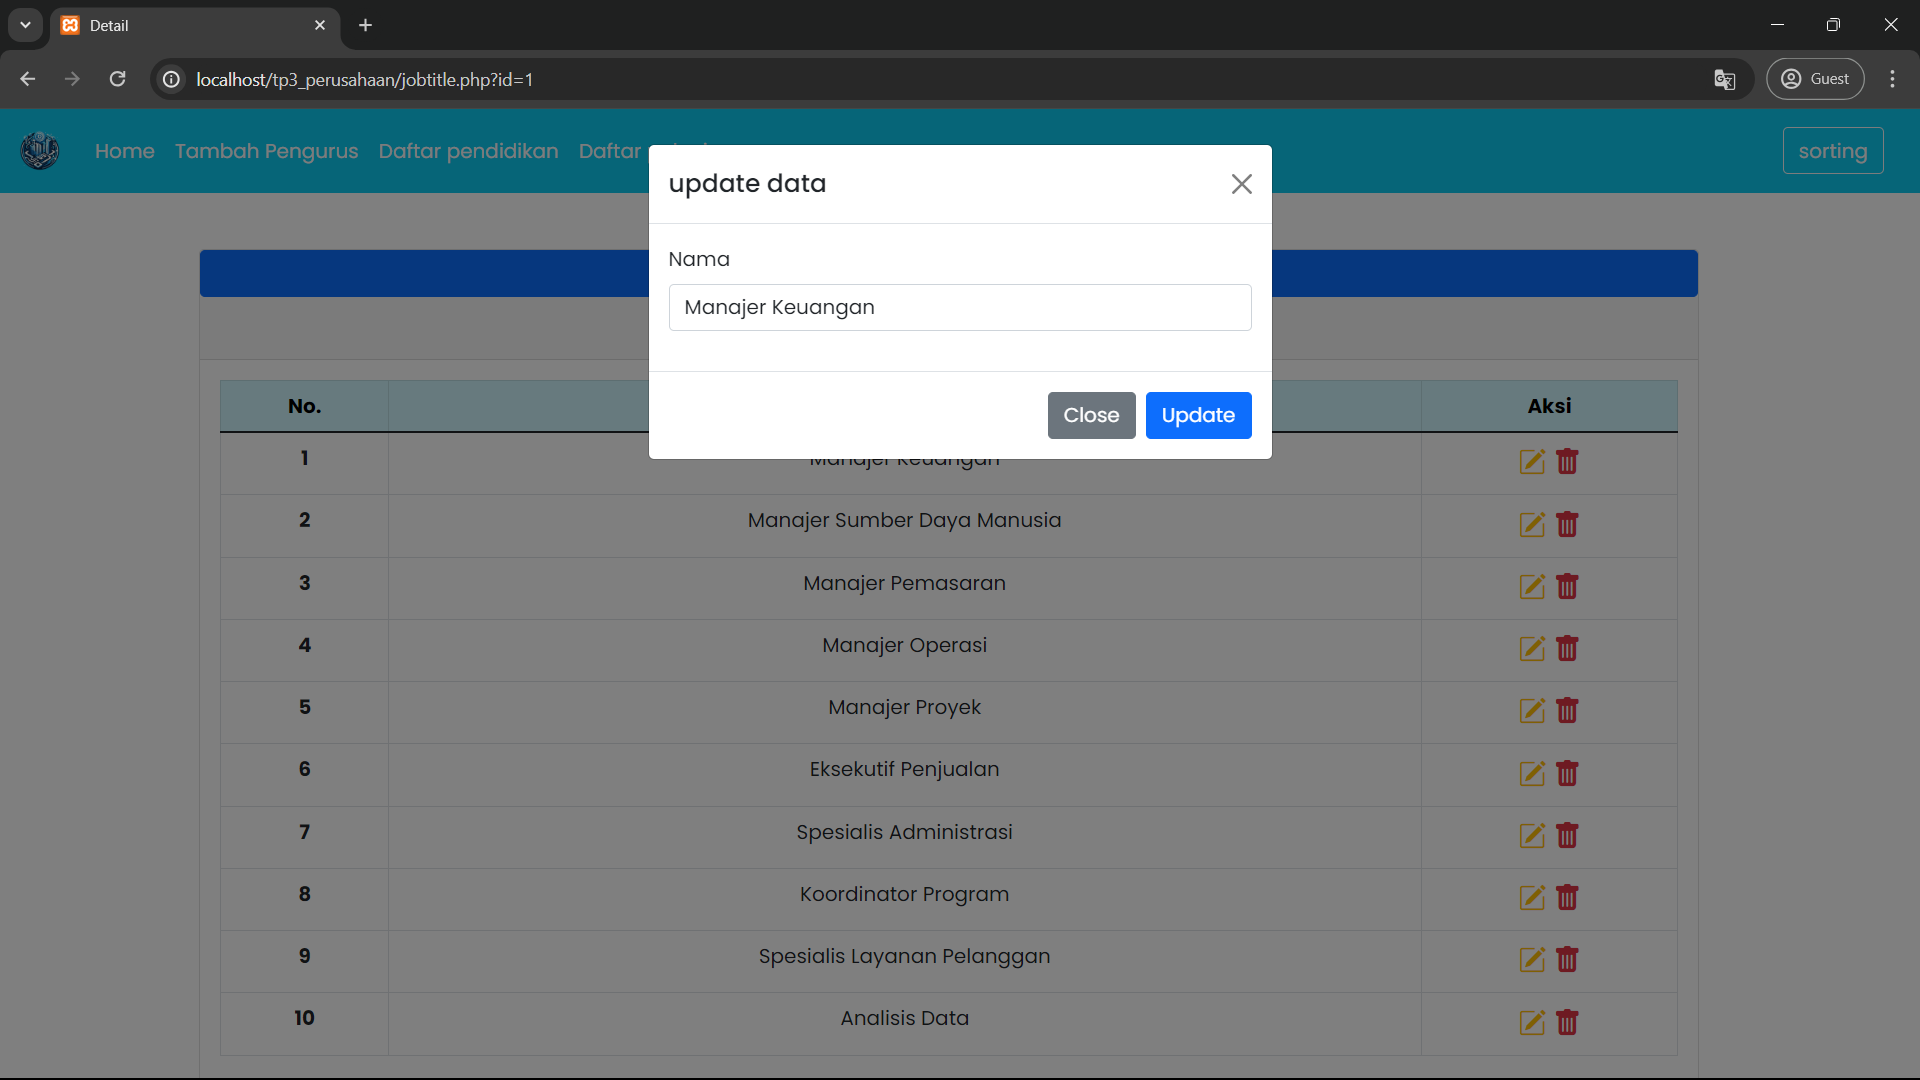 Detail
localhost/tp3_perusahaan/jobtitle.php?id=1
Guest
Home Tambah Pengurus Daftar pendidikan Daftar
sorting
update data
Nama
Manajer Keuangan
Close Update
No. Aksi
1 Manajer Keuangan
2 Manajer Sumber Daya Manusia
3 Manajer Pemasaran
4 Manajer Operasi
5 Manajer Proyek
6 Eksekutif Penjualan
7 Spesialis Administrasi
8 Koordinator Program
9 Spesialis Layanan Pelanggan
10 Analisis Data